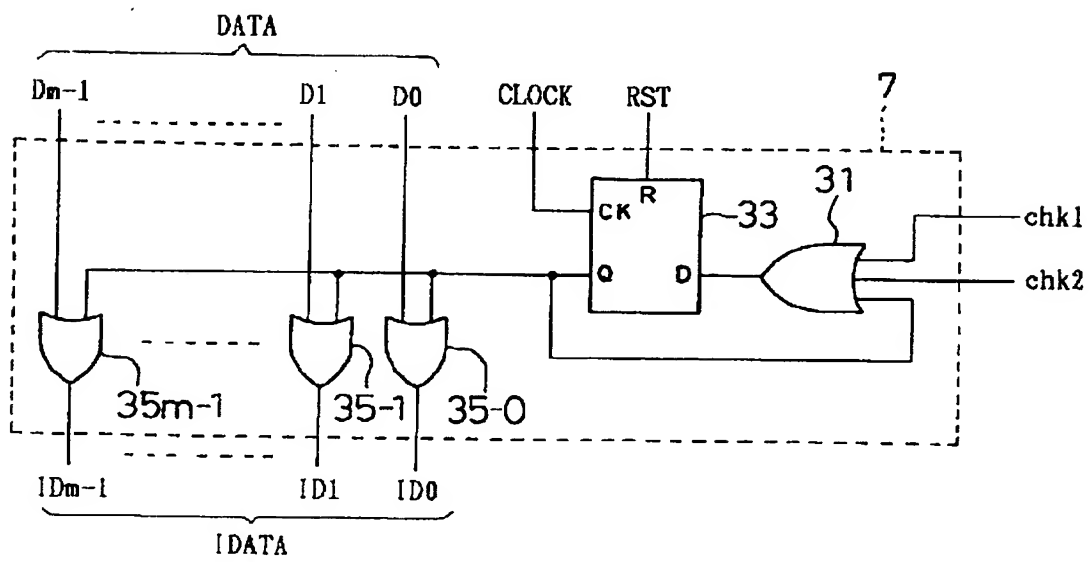 DATA
Dm-1 D1 D0 CLOCK RST 7
CK R 33 31 chk1
Q D chk2
35m-1 35-1 35-0
IDm-1 ID1 ID0
IDATA